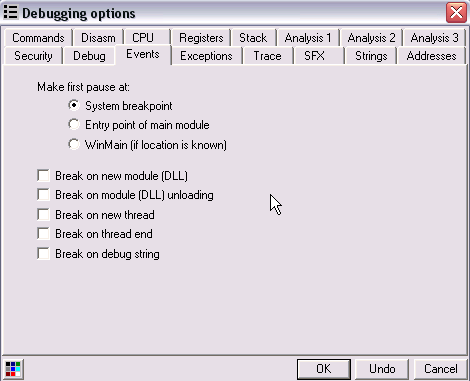 Debugging options
Commands Disasm CPU Registers Stack Analysis 1 Analysis 2 Analysis 3
Security Debug Events Exceptions Trace SFX Strings Addresses
Make first pause at:
System breakpoint
Entry point of main module
WinMain (if location is known)
Break on new module (DLL)
Break on module (DLL) unloading
Break on new thread
Break on thread end
Break on debug string
OK Undo Cancel